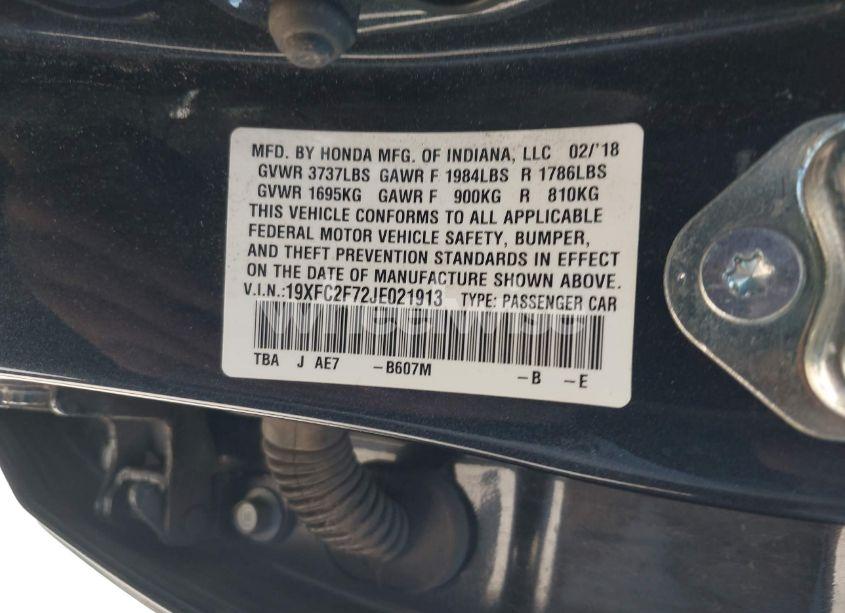 MFD. BY HONDA MFG. OF INDIANA, LLC 02/'18
GVWR 3737LBS GAWR F 1984LBS R 1786LBS
GVWR 1695KG GAWR F 900KG R 810KG
THIS VEHICLE CONFORMS TO ALL APPLICABLE
FEDERAL MOTOR VEHICLE SAFETY, BUMPER,
AND THEFT PREVENTION STANDARDS IN EFFECT
ON THE DATE OF MANUFACTURE SHOWN ABOVE.
V.I.N.:19XFC2F72JE021913 TYPE: PASSENGER CAR
wheelwise
TBA J AE7 -B607M -B -E